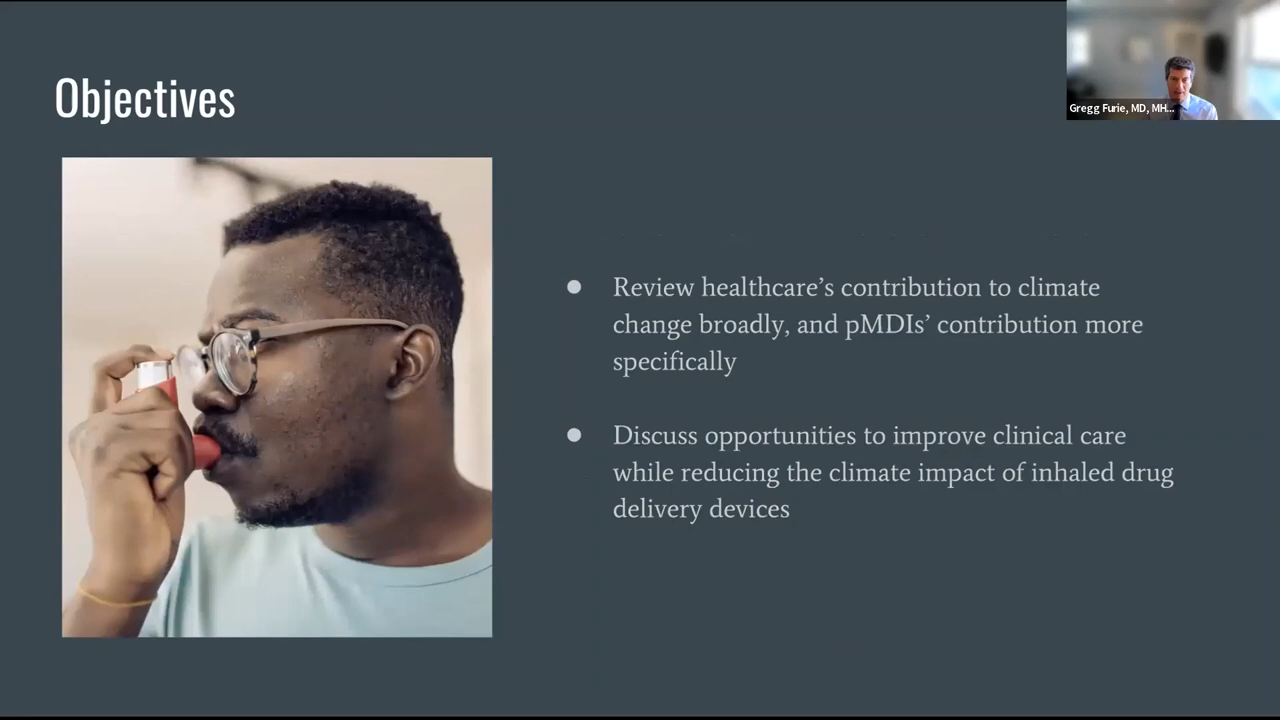 Objectives
Gregg Furie, MD, MH...
● Review healthcare’s contribution to climate
change broadly, and pMDIs’ contribution more
specifically
● Discuss opportunities to improve clinical care
while reducing the climate impact of inhaled drug
delivery devices